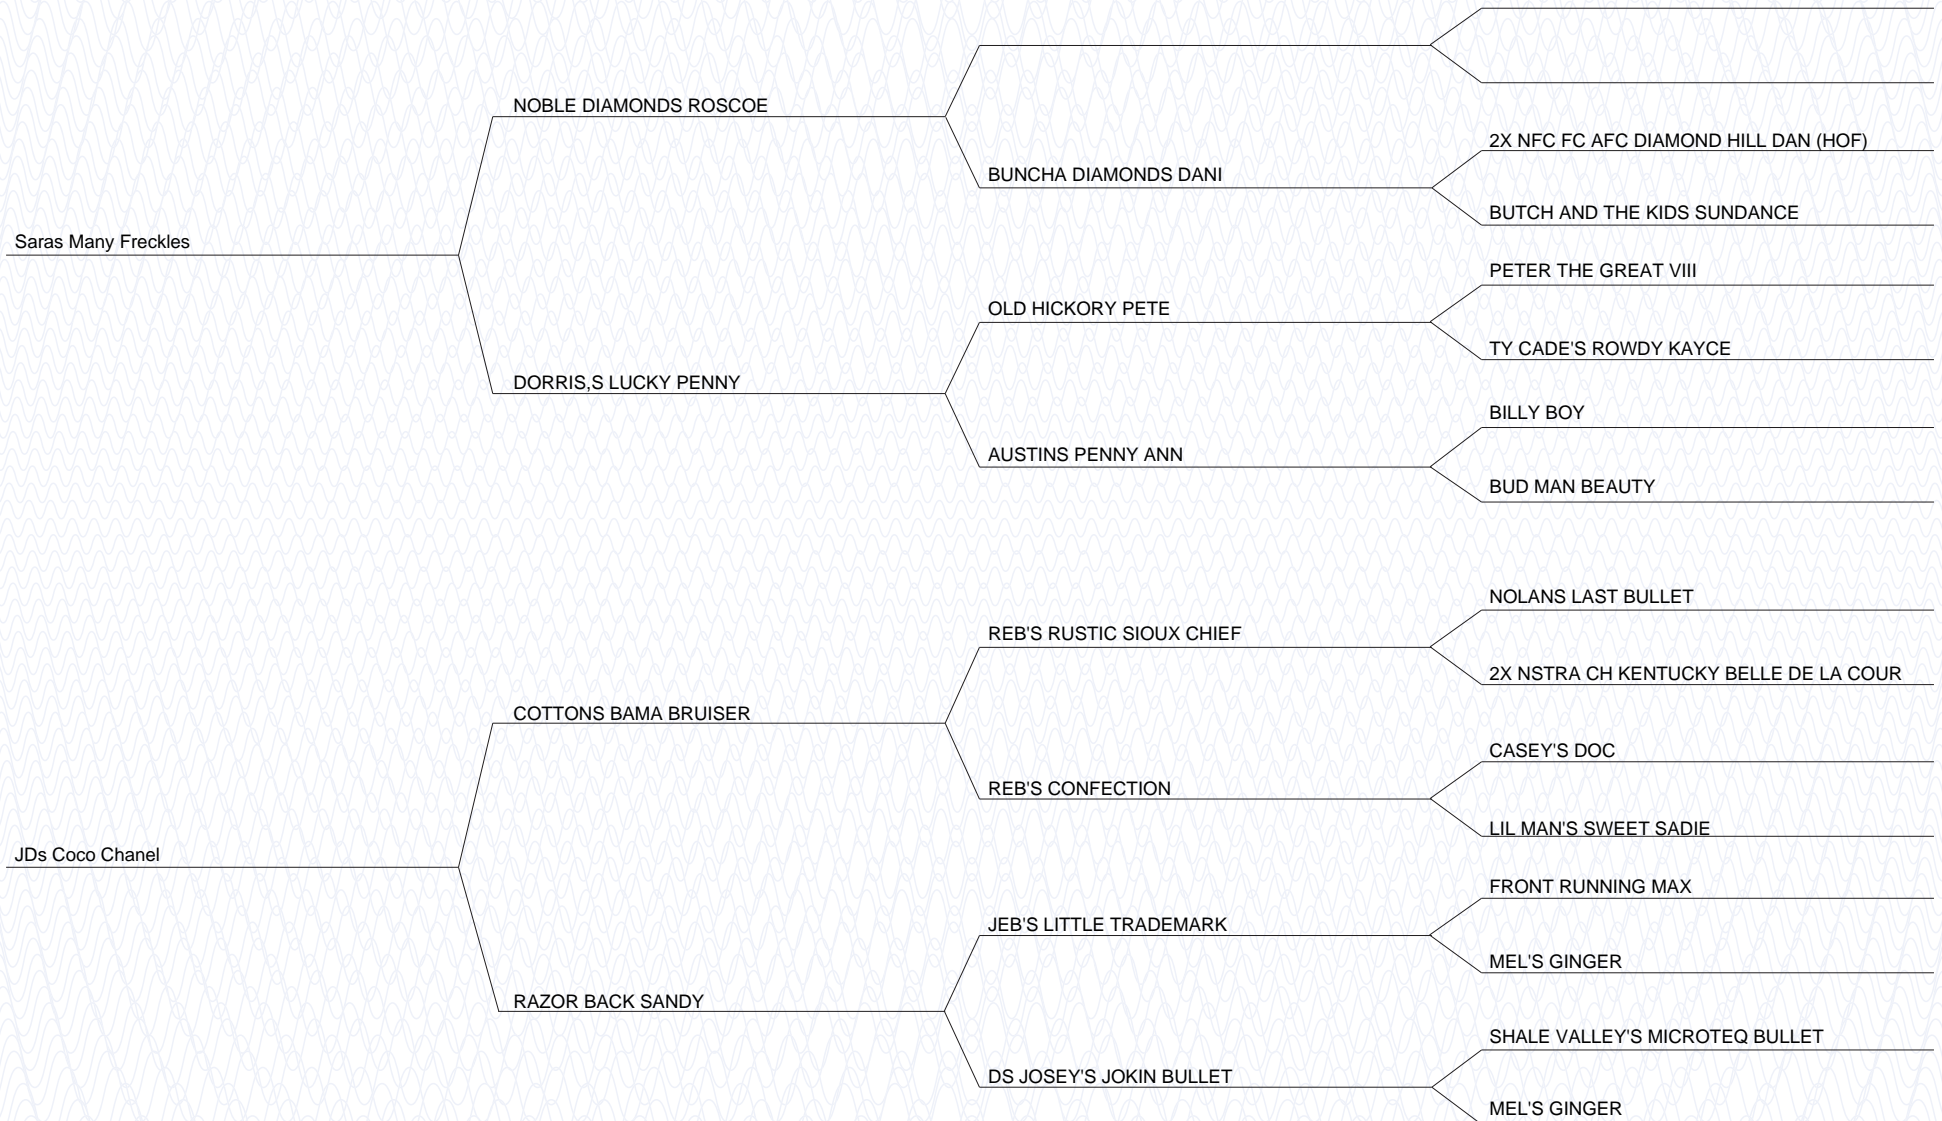 NOBLE DIAMONDS ROSCOE
2X NFC FC AFC DIAMOND HILL DAN (HOF)
BUNCHA DIAMONDS DANI
BUTCH AND THE KIDS SUNDANCE
Saras Many Freckles
PETER THE GREAT VIII
OLD HICKORY PETE
TY CADE'S ROWDY KAYCE
DORRIS,S LUCKY PENNY
BILLY BOY
AUSTINS PENNY ANN
BUD MAN BEAUTY
NOLANS LAST BULLET
REB'S RUSTIC SIOUX CHIEF
2X NSTRA CH KENTUCKY BELLE DE LA COUR
COTTONS BAMA BRUISER
CASEY'S DOC
REB'S CONFECTION
LIL MAN'S SWEET SADIE
JDs Coco Chanel
FRONT RUNNING MAX
JEB'S LITTLE TRADEMARK
MEL'S GINGER
RAZOR BACK SANDY
SHALE VALLEY'S MICROTEQ BULLET
DS JOSEY'S JOKIN BULLET
MEL'S GINGER